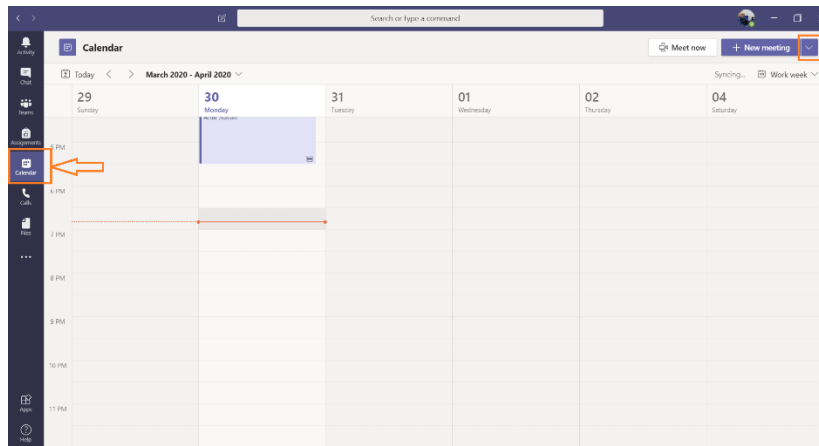 Search or type a command
Activity
Calendar
Meet now
+ New meeting
Chat
Today
March 2020 - April 2020
Syncing...
Work week
Teams
29
Sunday
30
Monday
31
Tuesday
01
Wednesday
02
Thursday
04
Saturday
Assignments
5 PM
Calendar
6 PM
Calls
Files
7 PM
8 PM
9 PM
10 PM
Apps
11 PM
Help